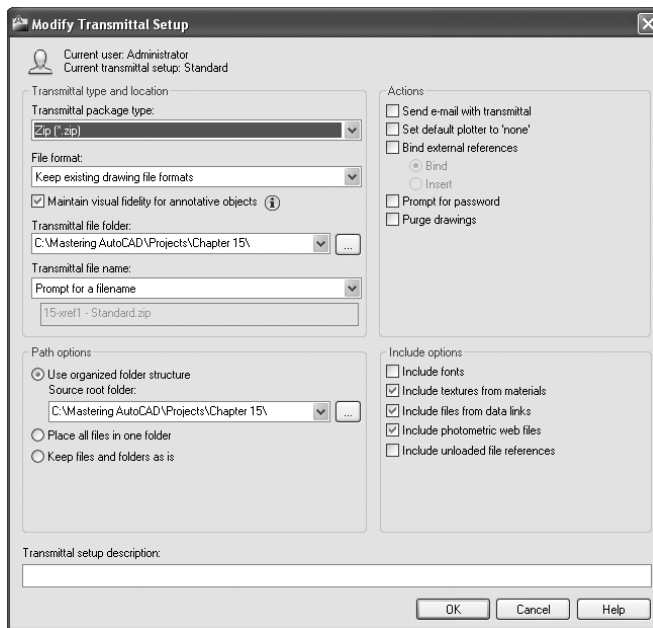 Modify Transmittal Setup
Current user: Administrator
Current transmittal setup: Standard
Transmittal type and location
Transmittal package type:
Zip (*.zip)
File format:
Keep existing drawing file formats
Maintain visual fidelity for annotative objects
Transmittal file folder:
C:\Mastering AutoCAD\Projects\Chapter 15\
...
Transmittal file name:
Prompt for a filename
15-xref1 - Standard.zip
Actions
Send e-mail with transmittal
Set default plotter to 'none'
Bind external references
Bind
Insert
Prompt for password
Purge drawings
Path options
Use organized folder structure
Source root folder:
C:\Mastering AutoCAD\Projects\Chapter 15\
...
Place all files in one folder
Keep files and folders as is
Include options
Include fonts
Include textures from materials
Include files from data links
Include photometric web files
Include unloaded file references
Transmittal setup description:
OK
Cancel
Help